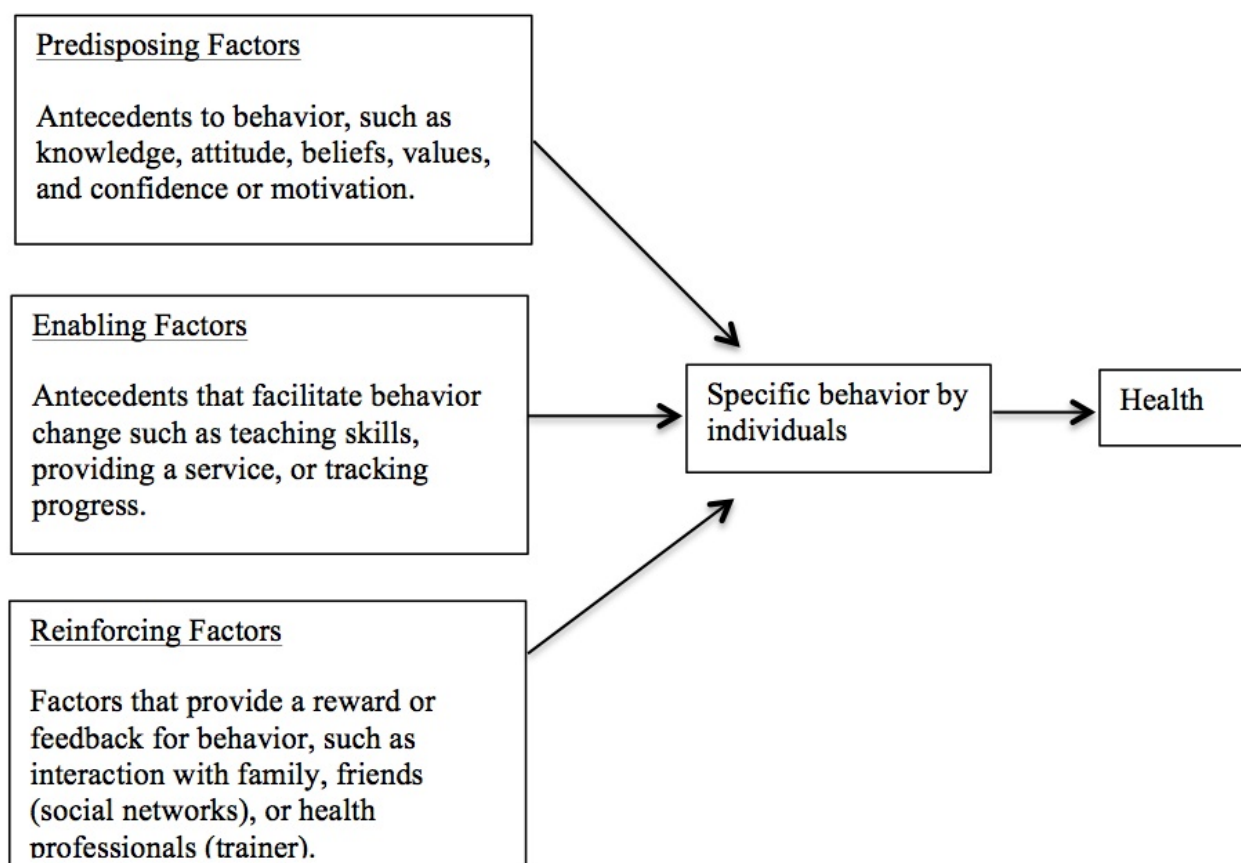 Predisposing Factors
Antecedents to behavior, such as
knowledge, attitude, beliefs, values,
and confidence or motivation.
Enabling Factors
Antecedents that facilitate behavior
change such as teaching skills,
providing a service, or tracking
progress.
Reinforcing Factors
Factors that provide a reward or
feedback for behavior, such as
interaction with family, friends
(social networks), or health
professionals (trainer).
Specific behavior by
individuals
Health